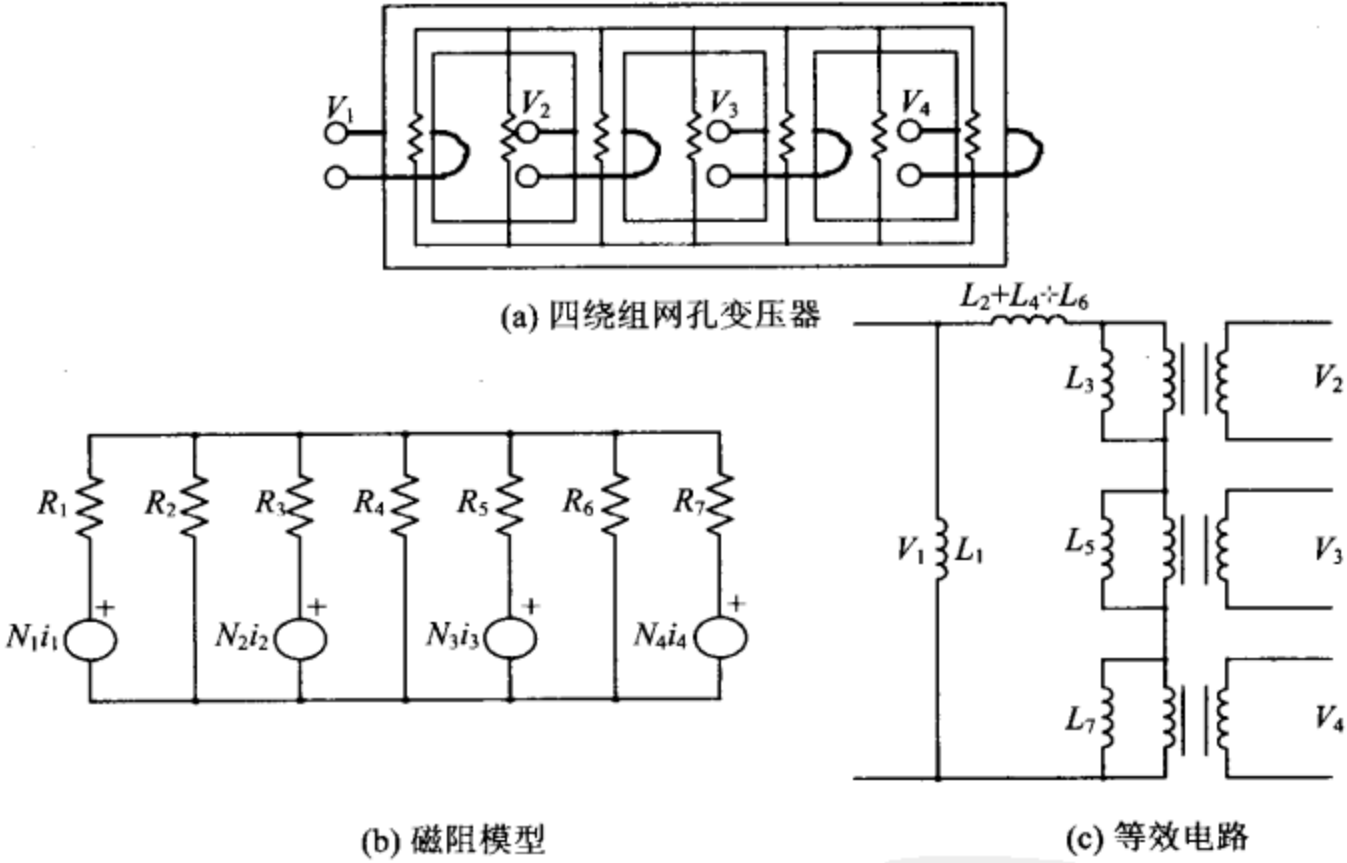 V1 V2 V3 V4
(a) 四绕组网孔变压器
L2+L4÷L6
L3 V2
R1 R2 R3 R4 R5 R6 R7
V1 L1 L5 V3
+ + + +
N1i1 N2i2 N3i3 N4i4
L7 V4
(b) 磁阻模型
(c) 等效电路